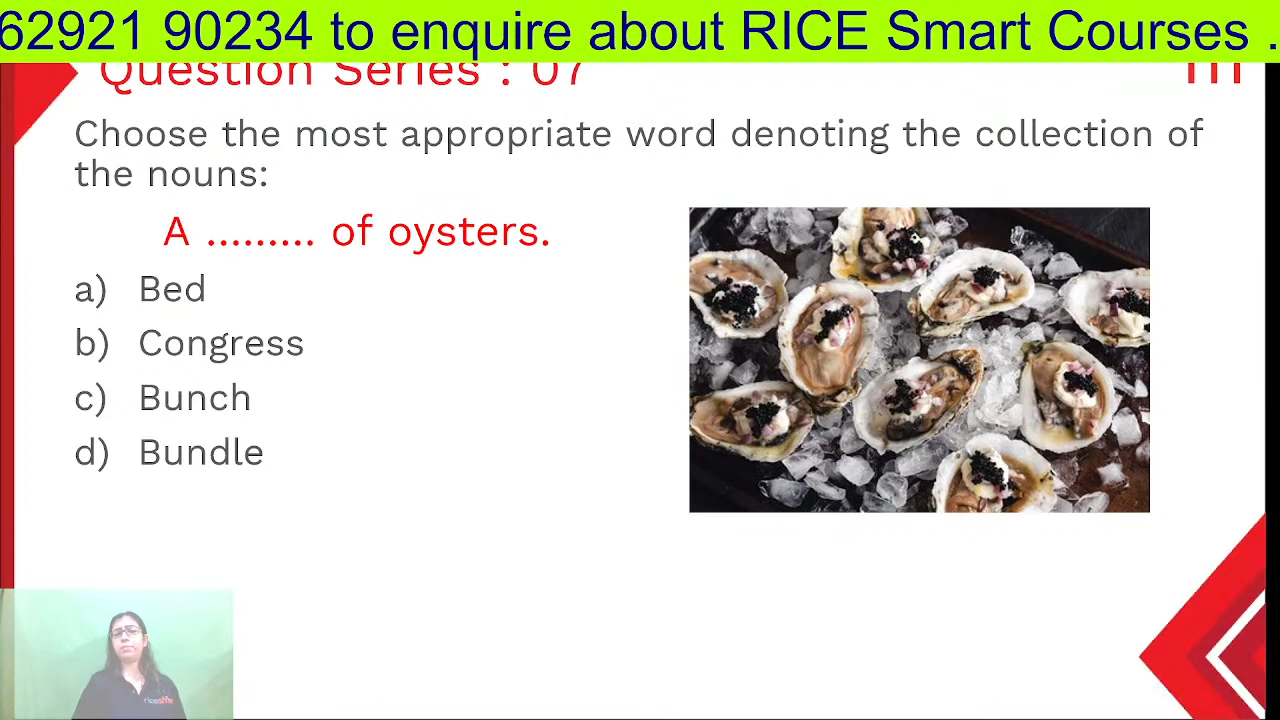 62921 90234 to enquire about RICE Smart Courses .
Question Series : 07
Choose the most appropriate word denoting the collection of
the nouns:
A ......... of oysters.
a) Bed
b) Congress
c) Bunch
d) Bundle